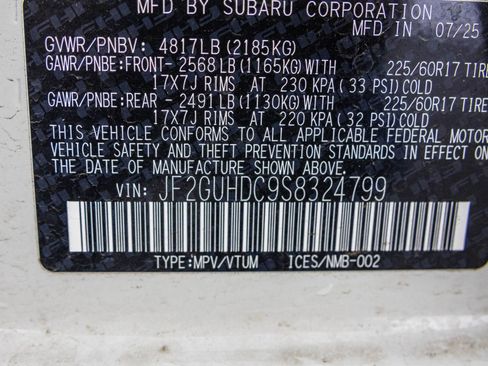 MFD. BY SUBARU CORPORATION
MFD IN 07/25
GVWR/PNBV: 4817LB (2185KG)
GAWR/PNBE:FRONT- 2568LB (1165KG)WITH 225/60R17 TIRE
17X7J RIMS AT 230 KPA (33 PSI)COLD
GAWR/PNBE:REAR - 2491LB (1130KG)WITH 225/60R17 TIRE
17X7J RIMS AT 220 KPA (32 PSI)COLD
THIS VEHICLE CONFORMS TO ALL APPLICABLE FEDERAL MOTOR
VEHICLE SAFETY AND THEFT PREVENTION STANDARDS IN EFFECT
THE DATE OF MANUFACTURE SHOWN ABOVE.
VIN: JF2GUHDC9S8324799
TYPE:MPV/VTUM ICES/NMB-002